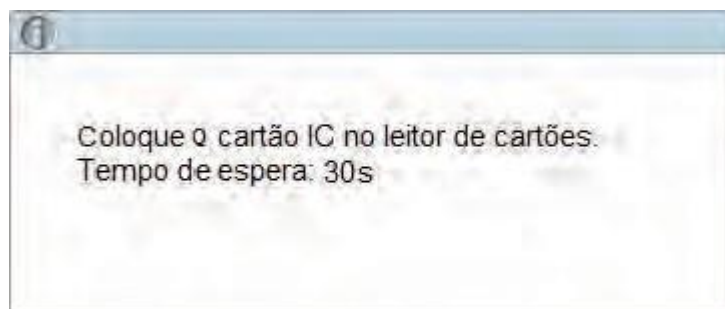 Coloque o cartão IC no leitor de cartões.
Tempo de espera: 30s